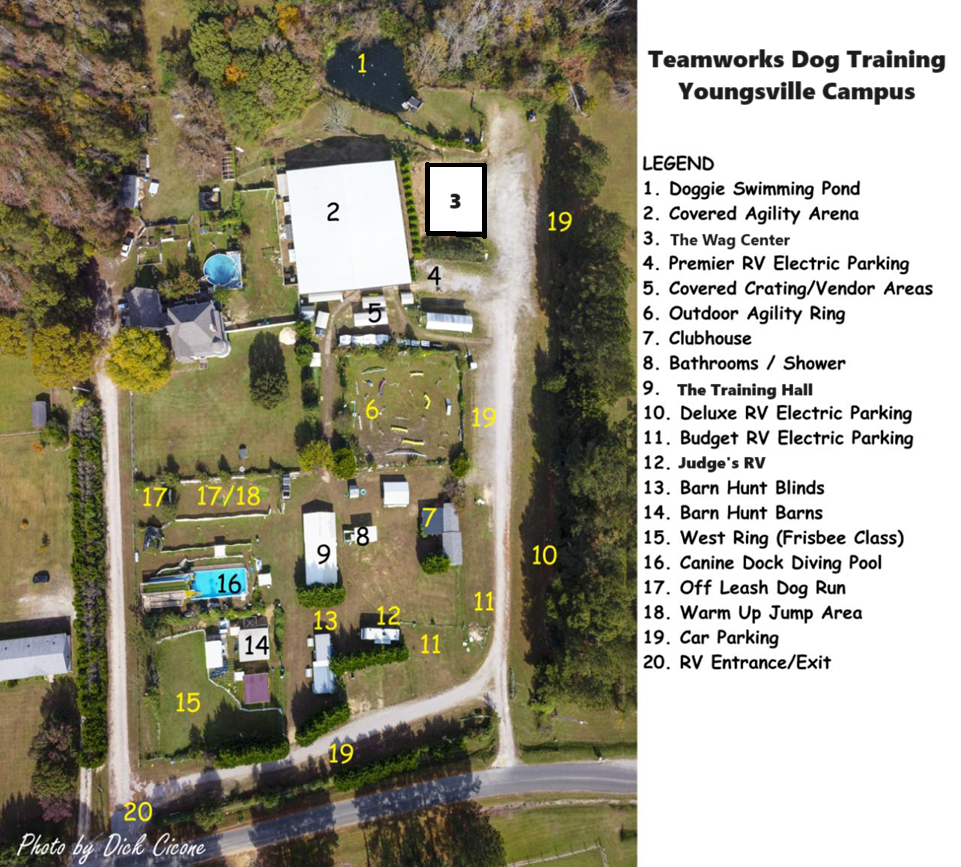 Teamworks Dog Training
Youngsville Campus
LEGEND
1. Doggie Swimming Pond
2. Covered Agility Arena
3. The Wag Center
4. Premier RV Electric Parking
5. Covered Crating/Vendor Areas
6. Outdoor Agility Ring
7. Clubhouse
8. Bathrooms / Shower
9. The Training Hall
10. Deluxe RV Electric Parking
11. Budget RV Electric Parking
12. Judge's RV
13. Barn Hunt Blinds
14. Barn Hunt Barns
15. West Ring (Frisbee Class)
16. Canine Dock Diving Pool
17. Off Leash Dog Run
18. Warm Up Jump Area
19. Car Parking
20. RV Entrance/Exit
1
2
3
19
4
5
6
19
17
17/18
7
8
9
10
16
11
13
12
14
11
15
19
20
Photo by Dick Cicone